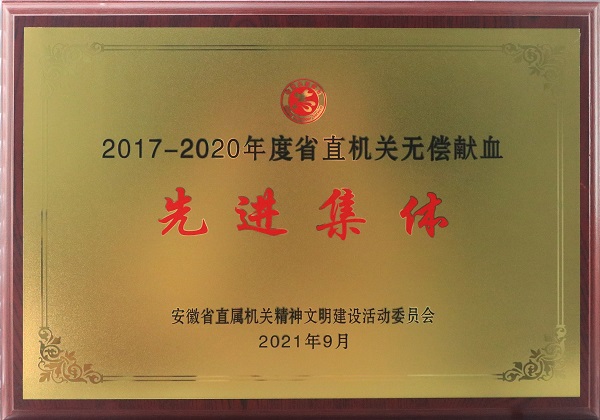 2017-2020年度省直机关无偿献血
先进集体
安徽省直属机关精神文明建设活动委员会
2021年9月